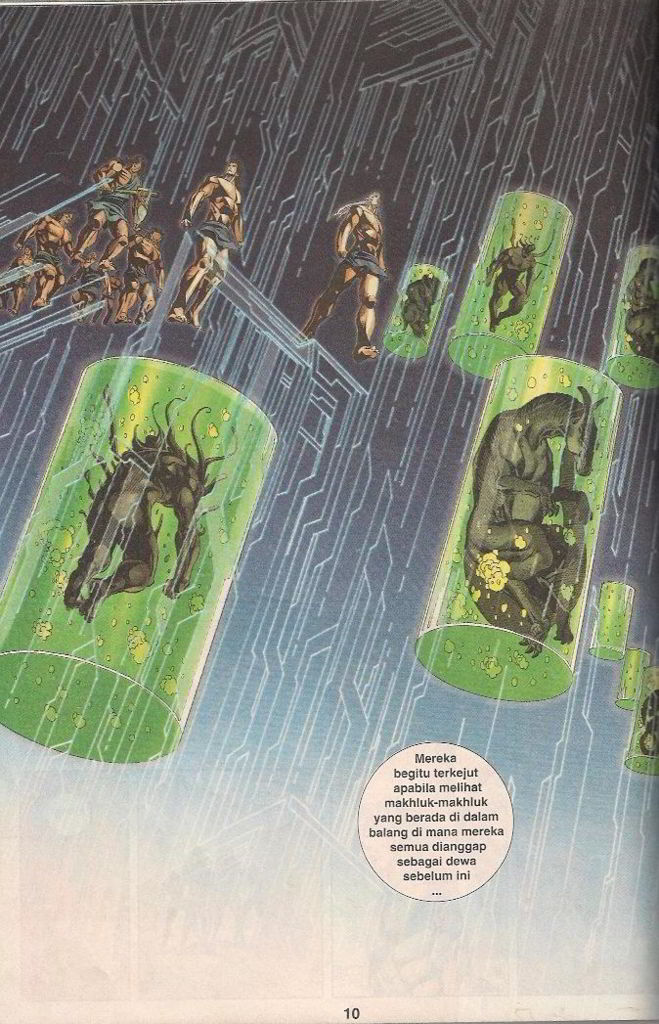 Mereka
begitu terkejut
apabila melihat
makhluk-makhluk
yang berada di dalam
balang di mana mereka
semua dianggap
sebagai dewa
sebelum ini
...
10